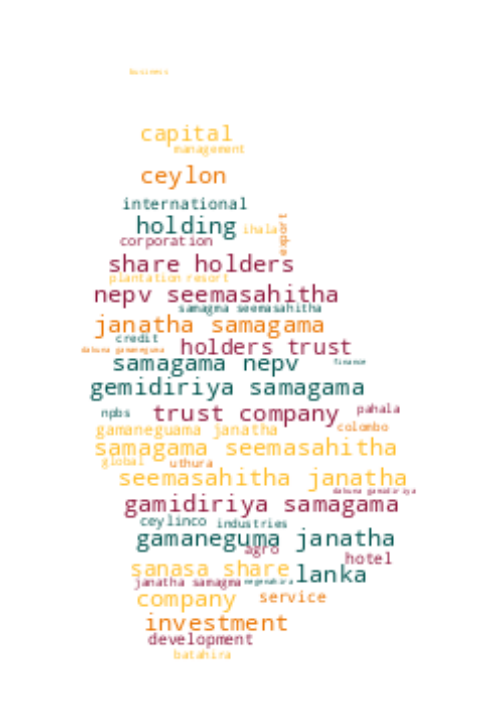 business
capital
management
ceylon
international
holding
ihala
export
corporation
share holders
plantation resort
nepv seemasahitha
samagma seemasahitha
janatha samagama
credit
holders trust
dakuna gamaneguma
samagama nepv
finance
gemidiriya samagama
npbs
trust company
pahala
gamaneguama janatha
colombo
samagama seemasahitha
global
uthura
seemasahitha janatha
dakuna gamidiriya
gamidiriya samagama
ceylinco
industries
gamaneguma janatha
agro
hotel
sanasa share
lanka
janatha samagma
negenahira
company
service
investment
development
batahira